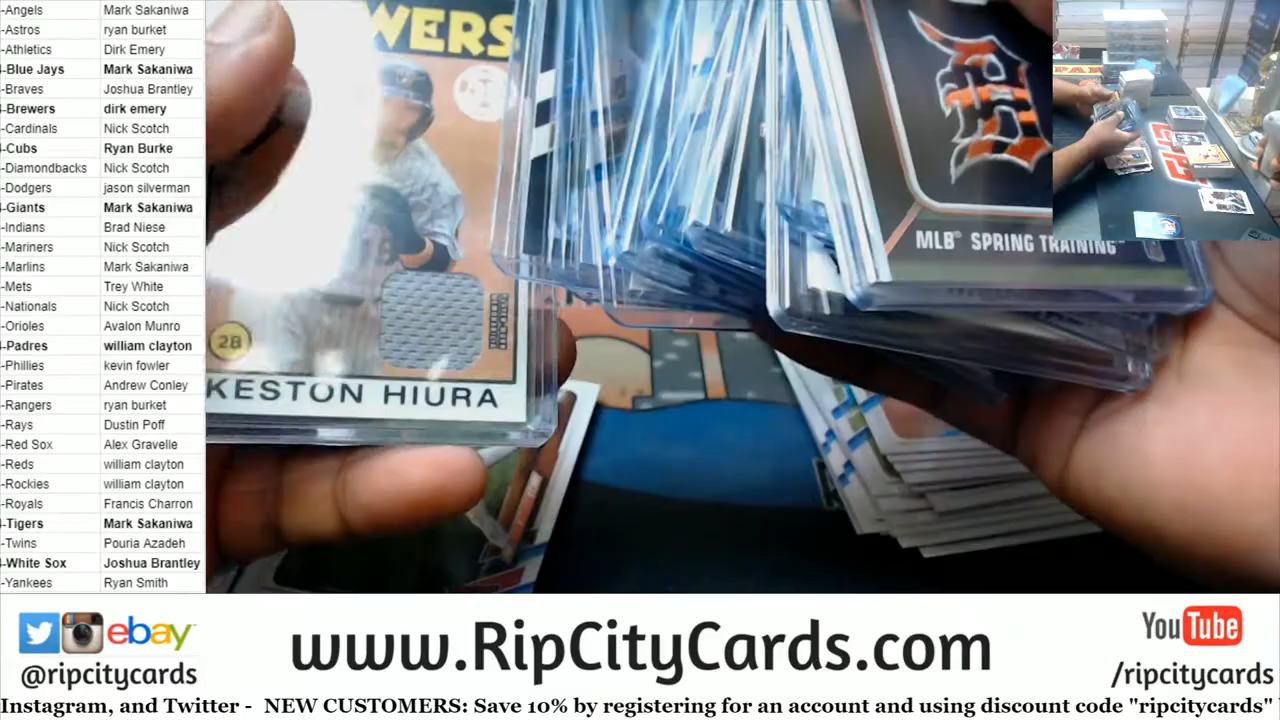 -Angels Mark Sakaniwa
-Astros ryan burket
-Athletics Dirk Emery
-Blue Jays Mark Sakaniwa
-Braves Joshua Brantley
-Brewers dirk emery
-Cardinals Nick Scotch
-Cubs Ryan Burke
-Diamondbacks Nick Scotch
-Dodgers jason silverman
-Giants Mark Sakaniwa
-Indians Brad Niese
-Mariners Nick Scotch
-Marlins Mark Sakaniwa
-Mets Trey White
-Nationals Nick Scotch
-Orioles Avalon Munro
-Padres william clayton
-Phillies kevin fowler
-Pirates Andrew Conley
-Rangers ryan burket
-Rays Dustin Poff
-Red Sox Alex Gravelle
-Reds william clayton
-Rockies william clayton
-Royals Francis Charron
-Tigers Mark Sakaniwa
-Twins Pouria Azadeh
-White Sox Joshua Brantley
-Yankees Ryan Smith
WERS
2B
KESTON HIURA
D
MLB SPRING TRAINING
ebay
@ripcitycards
www.RipCityCards.com
YouTube
/ripcitycards
Instagram, and Twitter - NEW CUSTOMERS: Save 10% by registering for an account and using discount code "ripcitycards"